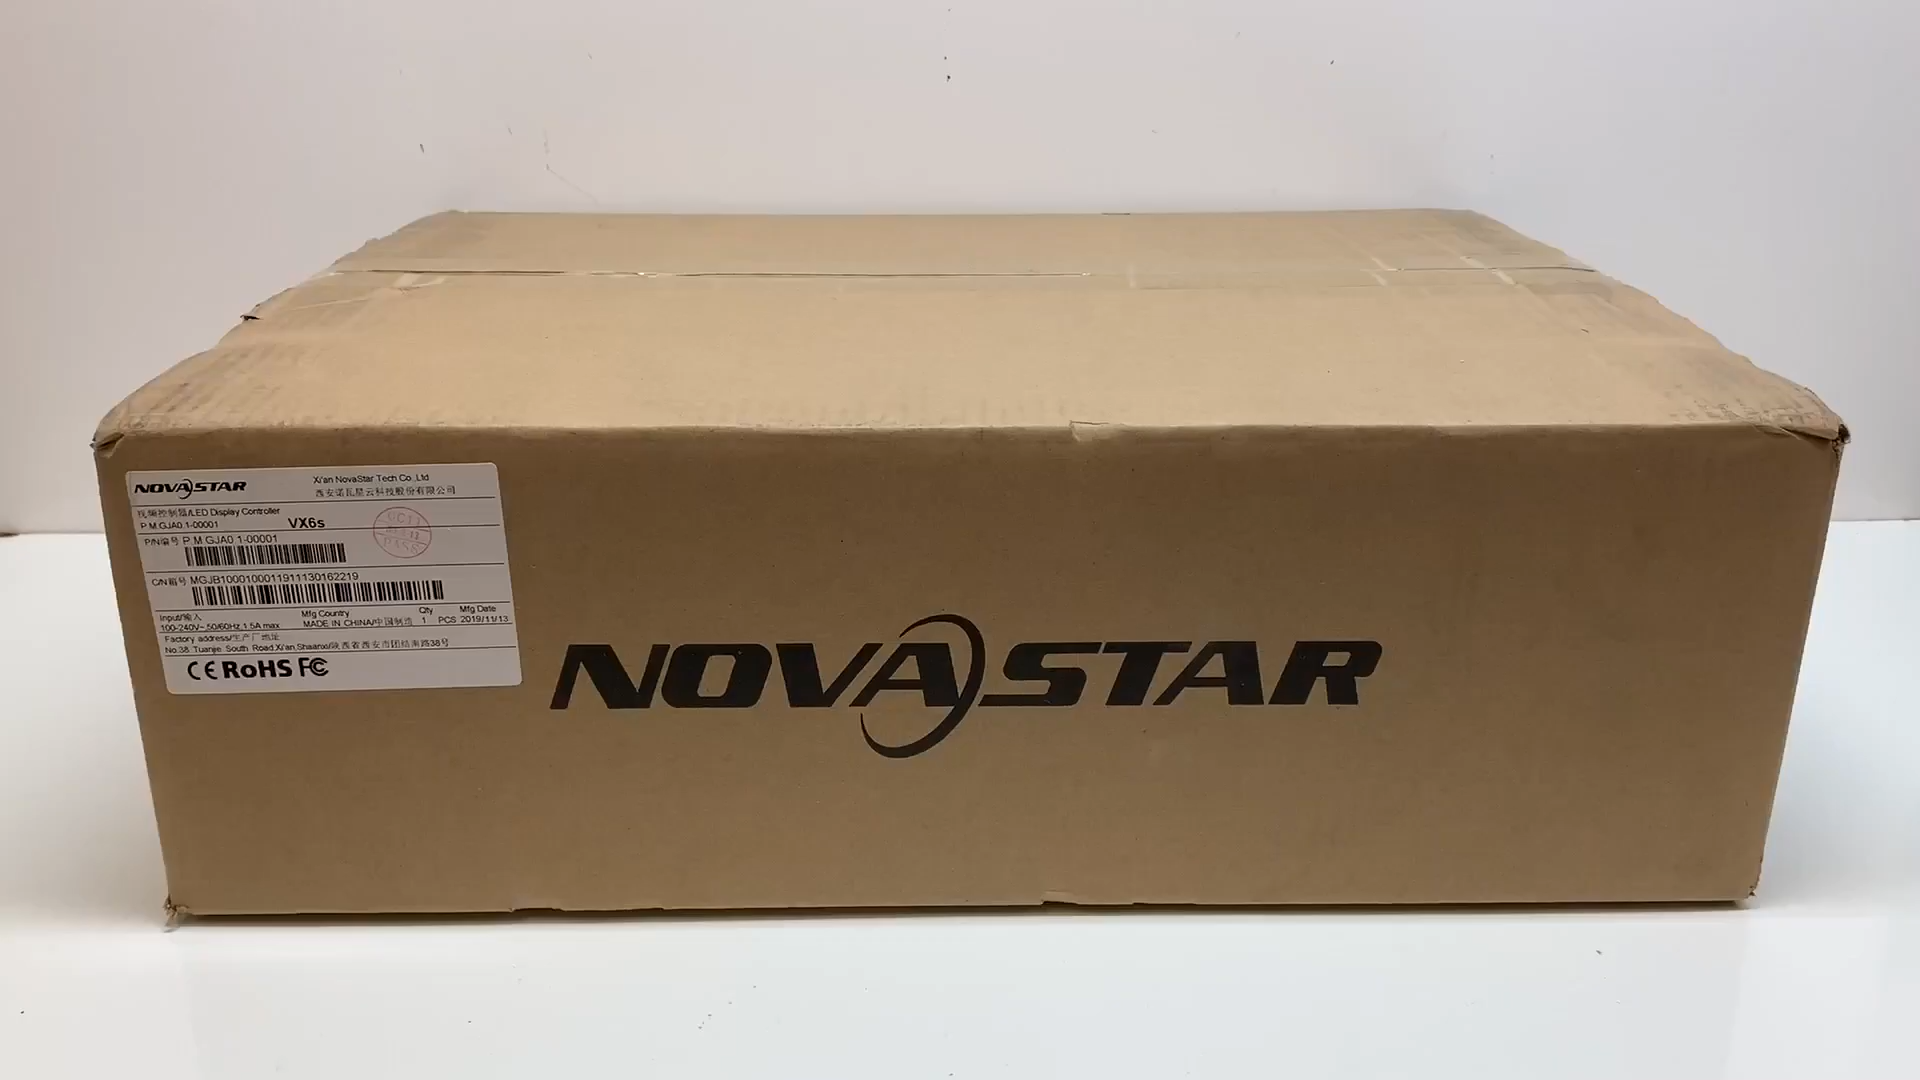 NOVASTAR
Xi'an NovaStar Tech Co.,Ltd
西安诺瓦星云科技股份有限公司
视频控制器/LED Display Controller
P.M.GJA0.1-00001 VX6s
P/N编号 P.M.GJA0.1-00001
C/N箱号 MGJB1000100011911130162219
Input/输入 Mfg Country Qty Mfg Date
100-240V~,50/60Hz,1.5A max MADE IN CHINA/中国制造 1 PCS 2019/11/13
Factory address/生产厂地址
No.38 Tuanjie South Road,Xi'an,Shaanxi/陕西省西安市团结南路38号
CE RoHS FC
PASS
NOVASTAR